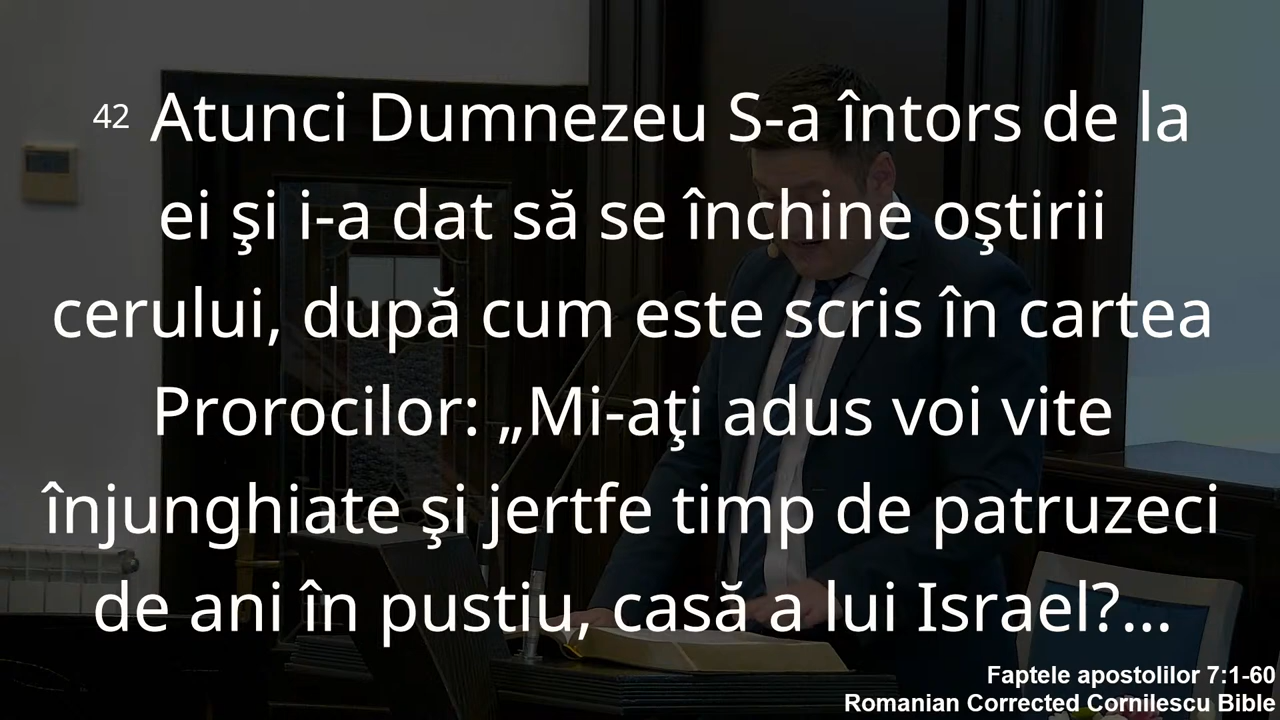 42 Atunci Dumnezeu S-a întors de la
ei şi i-a dat să se închine oştirii
cerului, după cum este scris în cartea
Prorocilor: „Mi-aţi adus voi vite
înjunghiate şi jertfe timp de patruzeci
de ani în pustiu, casă a lui Israel?...
Faptele apostolilor 7:1-60
Romanian Corrected Cornilescu Bible